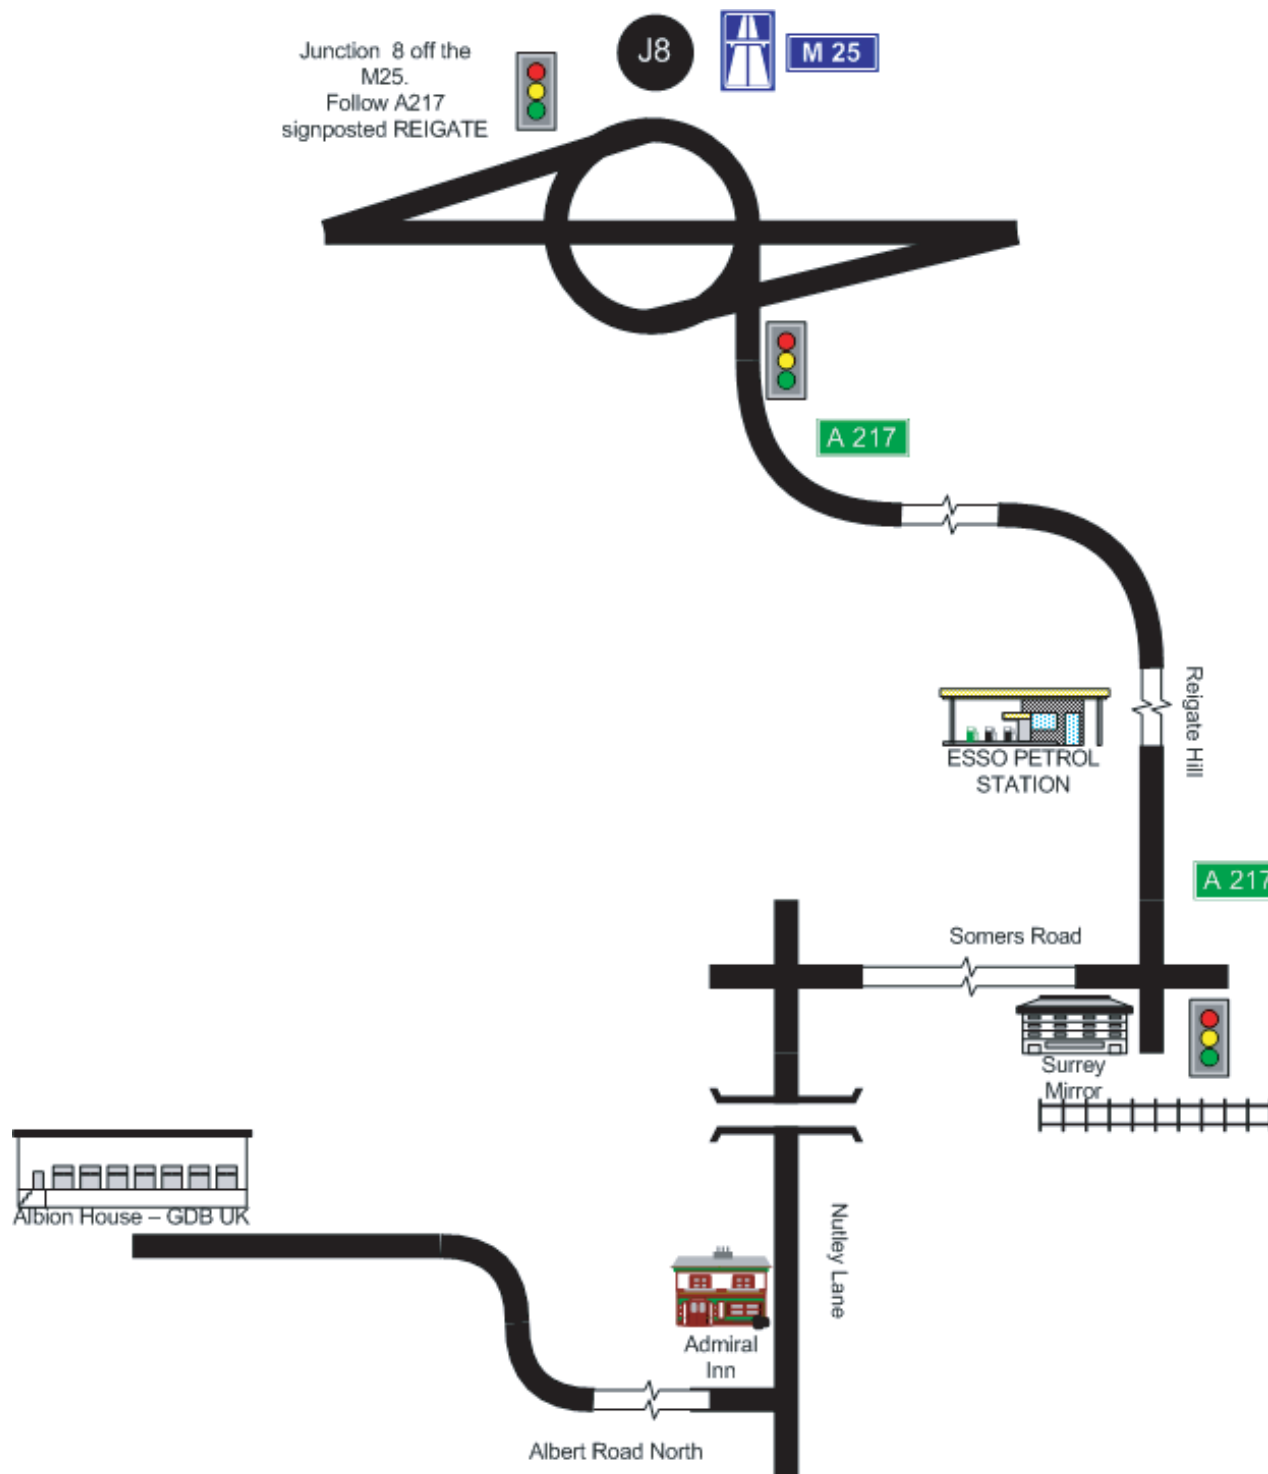 Junction 8 off the
M25.
Follow A217
signposted REIGATE
J8
M 25
A 217
Reigate Hill
ESSO PETROL
STATION
A 217
Somers Road
Surrey
Mirror
Albion House – GDB UK
Nutley Lane
Admiral
Inn
Albert Road North